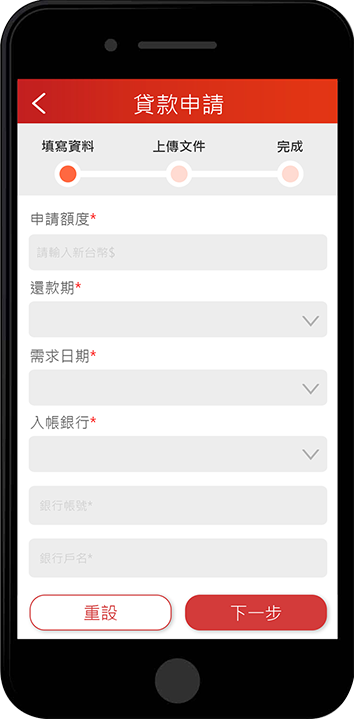 貸款申請
填寫資料 上傳文件 完成
申請額度*
請輸入新台幣$
還款期*
需求日期*
入帳銀行*
銀行帳號*
銀行戶名*
重設 下一步